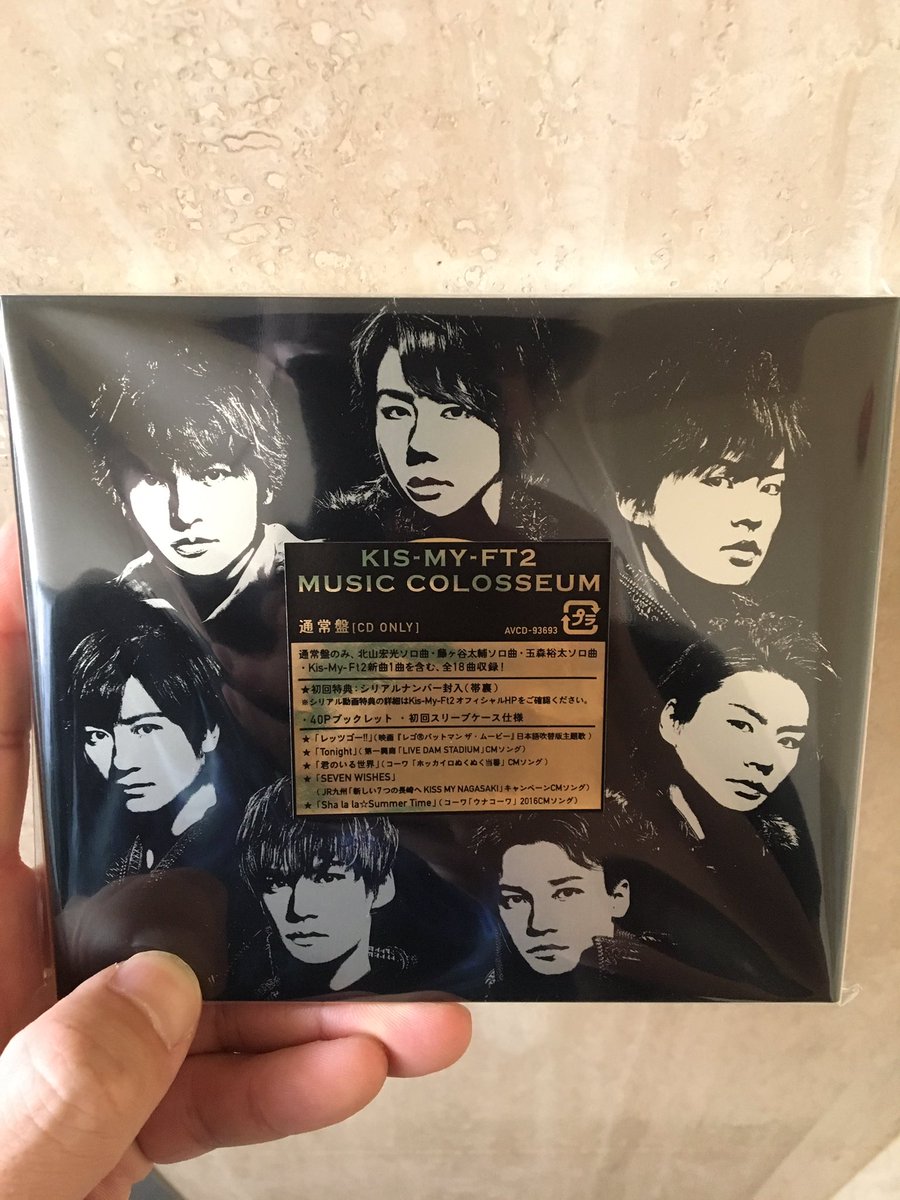 KIS-MY-FT2
MUSIC COLOSSEUM
通常盤[CD ONLY]
AVCD-93693
プラ
通常盤のみ、北山宏光ソロ曲・藤ヶ谷太輔ソロ曲・玉森裕太ソロ曲
・Kis-My-Ft2新曲1曲を含む、全18曲収録!
★初回特典:シリアルナンバー封入(帯裏)
※シリアル動画特典の詳細はKis-My-Ft2 オフィシャルHPをご確認ください。
・40Pブックレット ・初回スリーブケース仕様
★「レッツゴー!!」(映画『レゴ®バットマン ザ・ムービー』日本語吹替版主題歌)
★「Tonight」(第一興商「LIVE DAM STADIUM」CMソング)
★「君のいる世界」(コーワ「ホッカイロぬくぬく当番」CMソング)
★「SEVEN WISHES」
(JR九州「新しい7つの長崎へ KISS MY NAGASAKI」キャンペーンCMソング)
★「Sha la la☆Summer Time」(コーワ「ウナコーワ」2016CMソング)